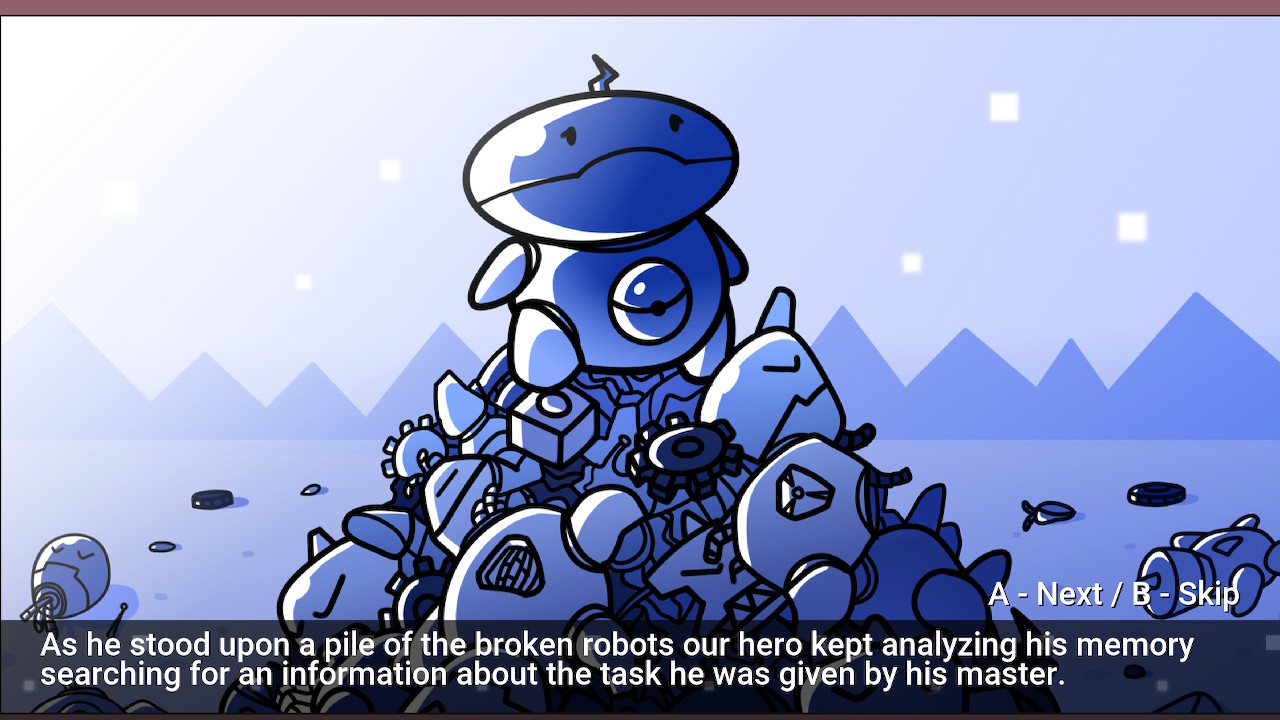 A - Next / B - Skip
As he stood upon a pile of the broken robots our hero kept analyzing his memory
searching for an information about the task he was given by his master.